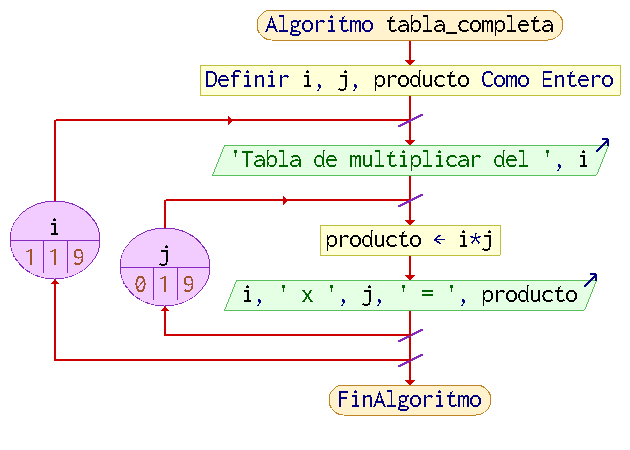 Algoritmo tabla_completa
Definir i, j, producto Como Entero
'Tabla de multiplicar del ', i
i
1 1 9
j
0 1 9
producto ← i*j
i, ' x ', j, ' = ', producto
FinAlgoritmo